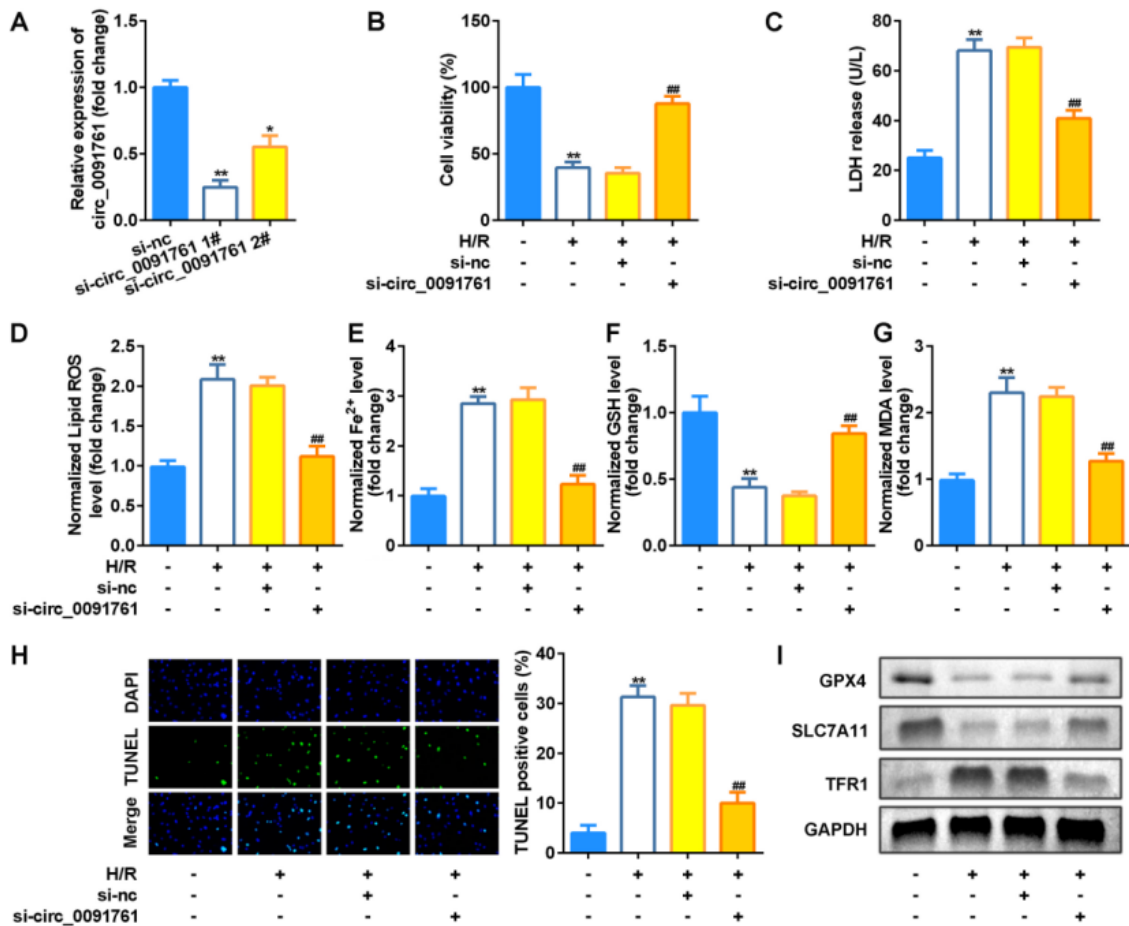 A
Relative expression of
circ_0091761 (fold change)
1.5
1.0
0.5
0.0
**
*
si-nc
si-circ_0091761 1#
si-circ_0091761 2#
B
Cell viability (%)
150
100
50
0
**
##
H/R - + + +
si-nc - - + -
si-circ_0091761 - - - +
C
LDH release (U/L)
80
60
40
20
0
**
##
- + + +
- - + -
- - - +
D
Normalized Lipid ROS
level (fold change)
2.5
2.0
1.5
1.0
0.5
0.0
**
##
H/R - + + +
si-nc - - + -
si-circ_0091761 - - - +
E
Normalized Fe2+ level
(fold change)
4
3
2
1
0
**
##
- + + +
- - + -
- - - +
F
Normalized GSH level
(fold change)
1.5
1.0
0.5
0.0
**
##
- + + +
- - + -
- - - +
G
Normalized MDA level
(fold change)
3
2
1
0
**
##
- + + +
- - + -
- - - +
H
DAPI
TUNEL
Merge
H/R - + + +
si-nc - - + -
si-circ_0091761 - - - +
TUNEL positive cells (%)
40
30
20
10
0
**
##
- + + +
- - + -
- - - +
I
GPX4
SLC7A11
TFR1
GAPDH
- + + +
- - + -
- - - +